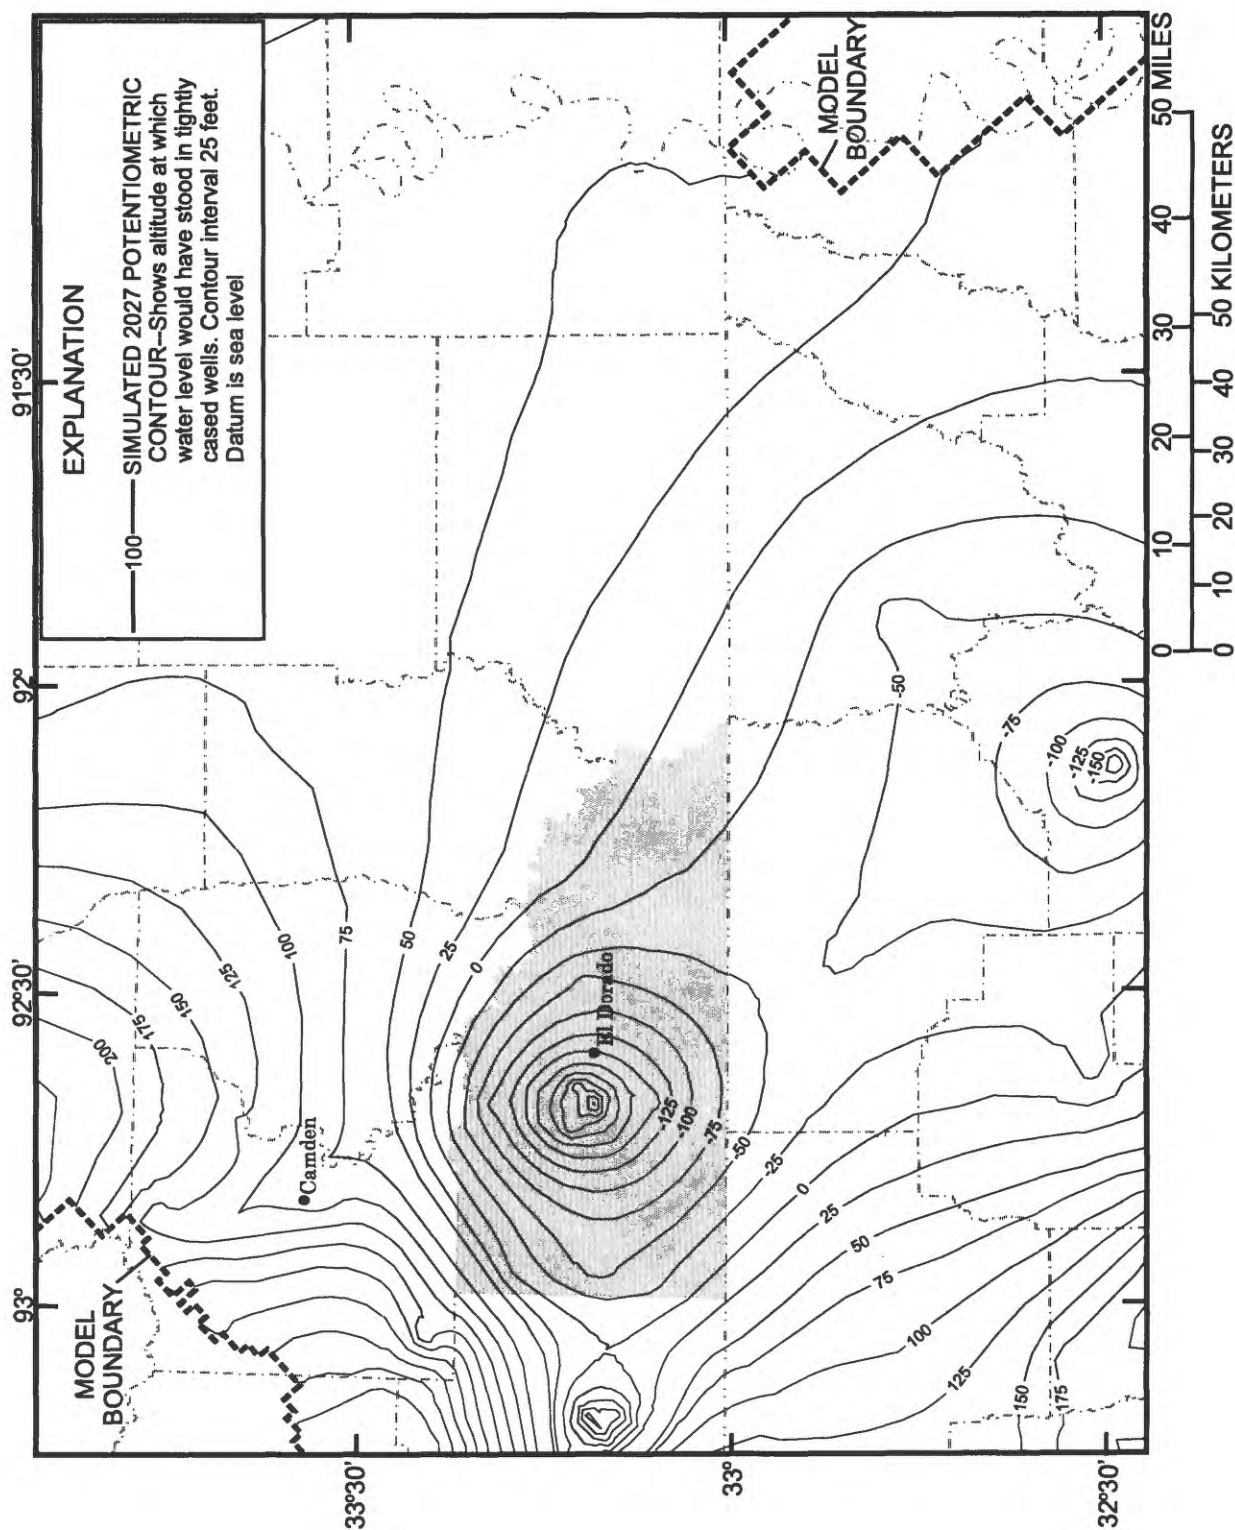 EXPLANATION
—100— SIMULATED 2027 POTENTIOMETRIC
CONTOUR--Shows altitude at which
water level would have stood in tightly
cased wells. Contour interval 25 feet.
Datum is sea level
93°
92°30'
92°
91°30'
33°30'
33°
32°30'
MODEL
BOUNDARY
MODEL
BOUNDARY
Camden
El Dorado
200
175
150
125
100
75
50
25
0
-125
-100
-75
-50
-25
0
25
50
75
100
125
150
175
-50
-75
-100
-125
-150
0 10 20 30 40 50 MILES
0 10 20 30 40 50 KILOMETERS